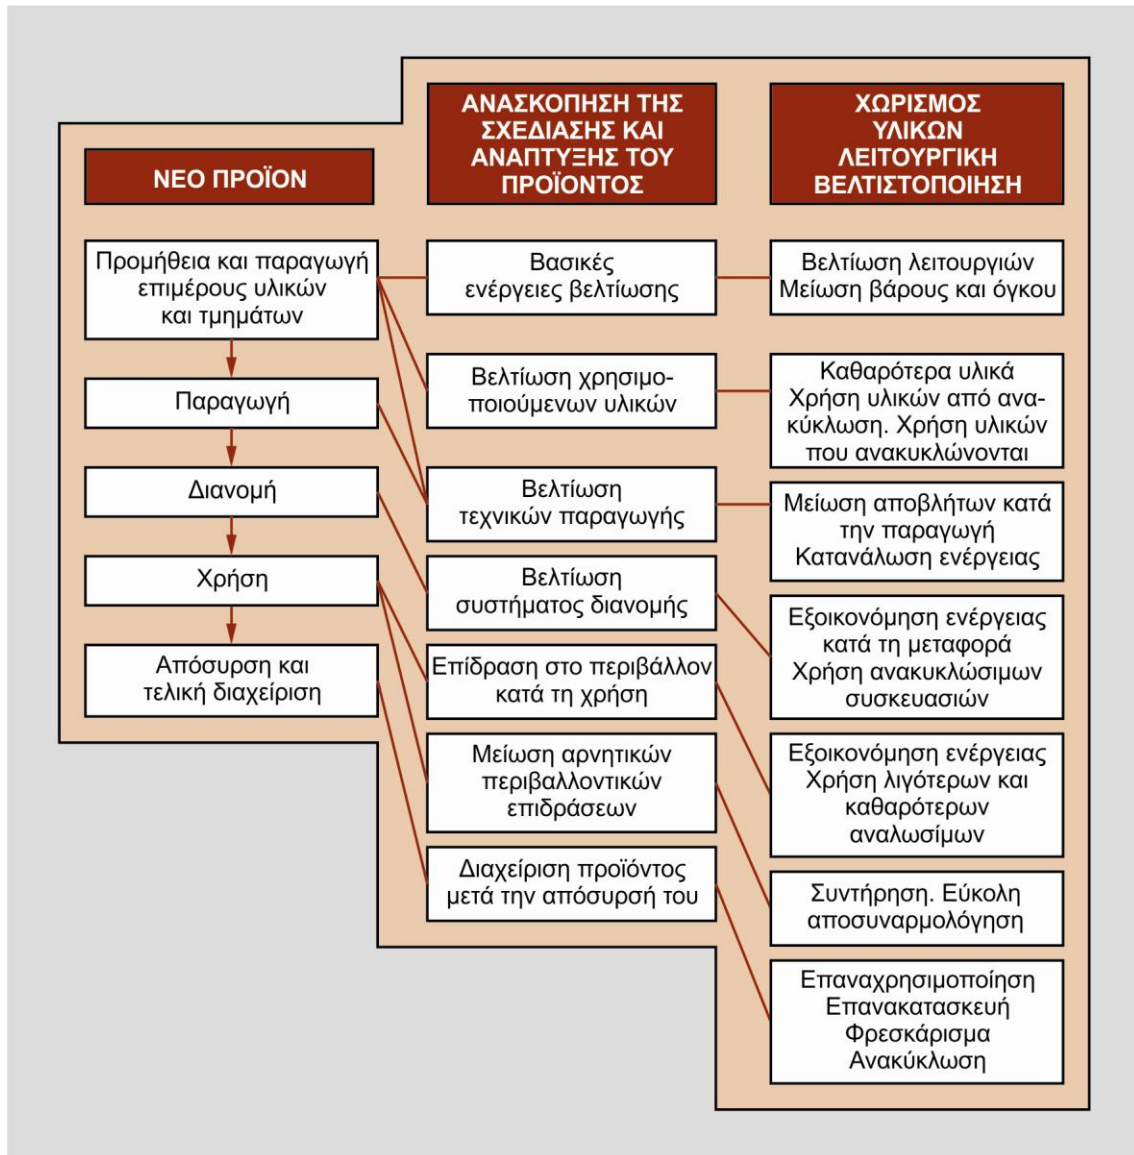 ΝΕΟ ΠΡΟΪΟΝ
Προμήθεια και παραγωγή
επιμέρους υλικών
και τμημάτων
Παραγωγή
Διανομή
Χρήση
Απόσυρση και
τελική διαχείριση
ΑΝΑΣΚΟΠΗΣΗ ΤΗΣ
ΣΧΕΔΙΑΣΗΣ ΚΑΙ
ΑΝΑΠΤΥΞΗΣ ΤΟΥ
ΠΡΟΪΟΝΤΟΣ
Βασικές
ενέργειες βελτίωσης
Βελτίωση χρησιμο-
ποιούμενων υλικών
Βελτίωση
τεχνικών παραγωγής
Βελτίωση
συστήματος διανομής
Επίδραση στο περιβάλλον
κατά τη χρήση
Μείωση αρνητικών
περιβαλλοντικών
επιδράσεων
Διαχείριση προϊόντος
μετά την απόσυρσή του
ΧΩΡΙΣΜΟΣ
ΥΛΙΚΩΝ
ΛΕΙΤΟΥΡΓΙΚΗ
ΒΕΛΤΙΣΤΟΠΟΙΗΣΗ
Βελτίωση λειτουργιών
Μείωση βάρους και όγκου
Καθαρότερα υλικά
Χρήση υλικών από ανα-
κύκλωση. Χρήση υλικών
που ανακυκλώνονται
Μείωση αποβλήτων κατά
την παραγωγή
Κατανάλωση ενέργειας
Εξοικονόμηση ενέργειας
κατά τη μεταφορά
Χρήση ανακυκλώσιμων
συσκευασιών
Εξοικονόμηση ενέργειας
Χρήση λιγότερων και
καθαρότερων
αναλωσίμων
Συντήρηση. Εύκολη
αποσυναρμολόγηση
Επαναχρησιμοποίηση
Επανακατασκευή
Φρεσκάρισμα
Ανακύκλωση